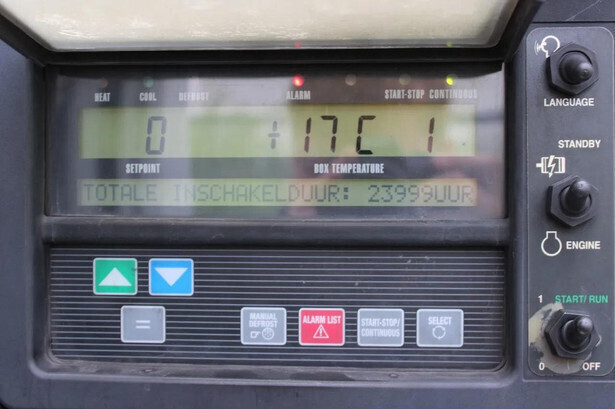 HEAT COOL DEFROST ALARM START-STOP CONTINUOUS
0 +17C 1
SETPOINT BOX TEMPERATURE
TOTALE INSCHAKELDUUR: 23999UUR
MANUAL DEFROST
ALARM LIST
START-STOP/
CONTINUOUS
SELECT
=
LANGUAGE
STANDBY
ENGINE
1 START/RUN
0 OFF